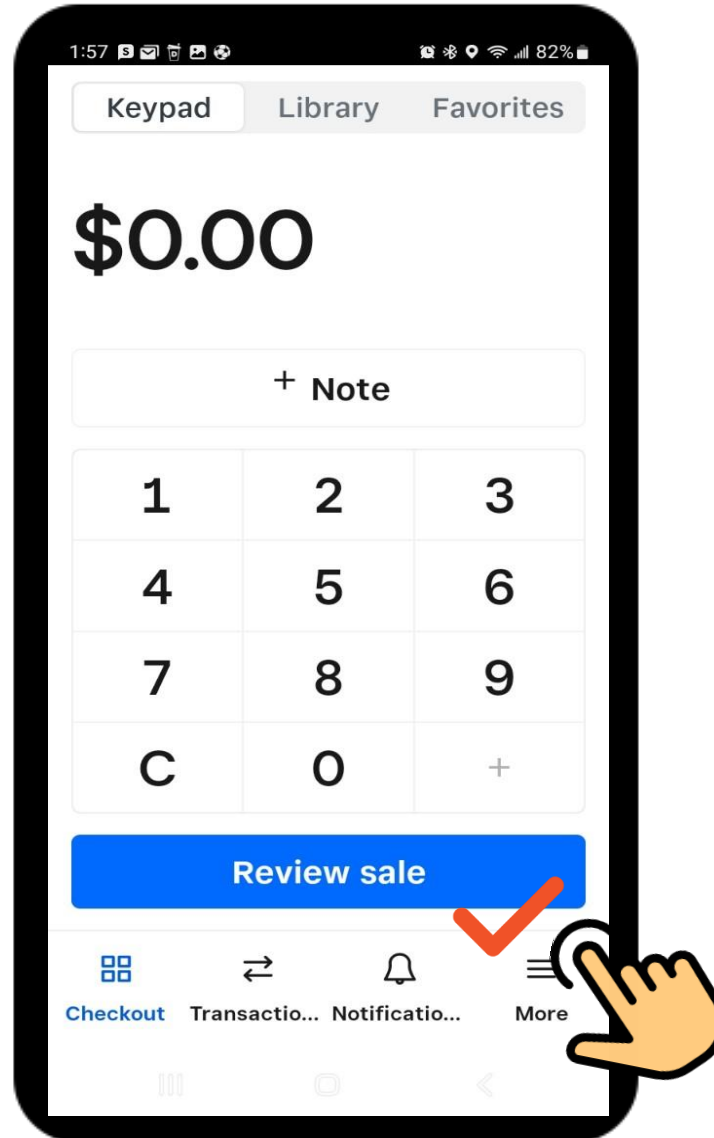 1:57 82%
Keypad Library Favorites
$0.00
+ Note
1 2 3
4 5 6
7 8 9
C 0 +
Review sale
Checkout Transactio... Notificatio... More